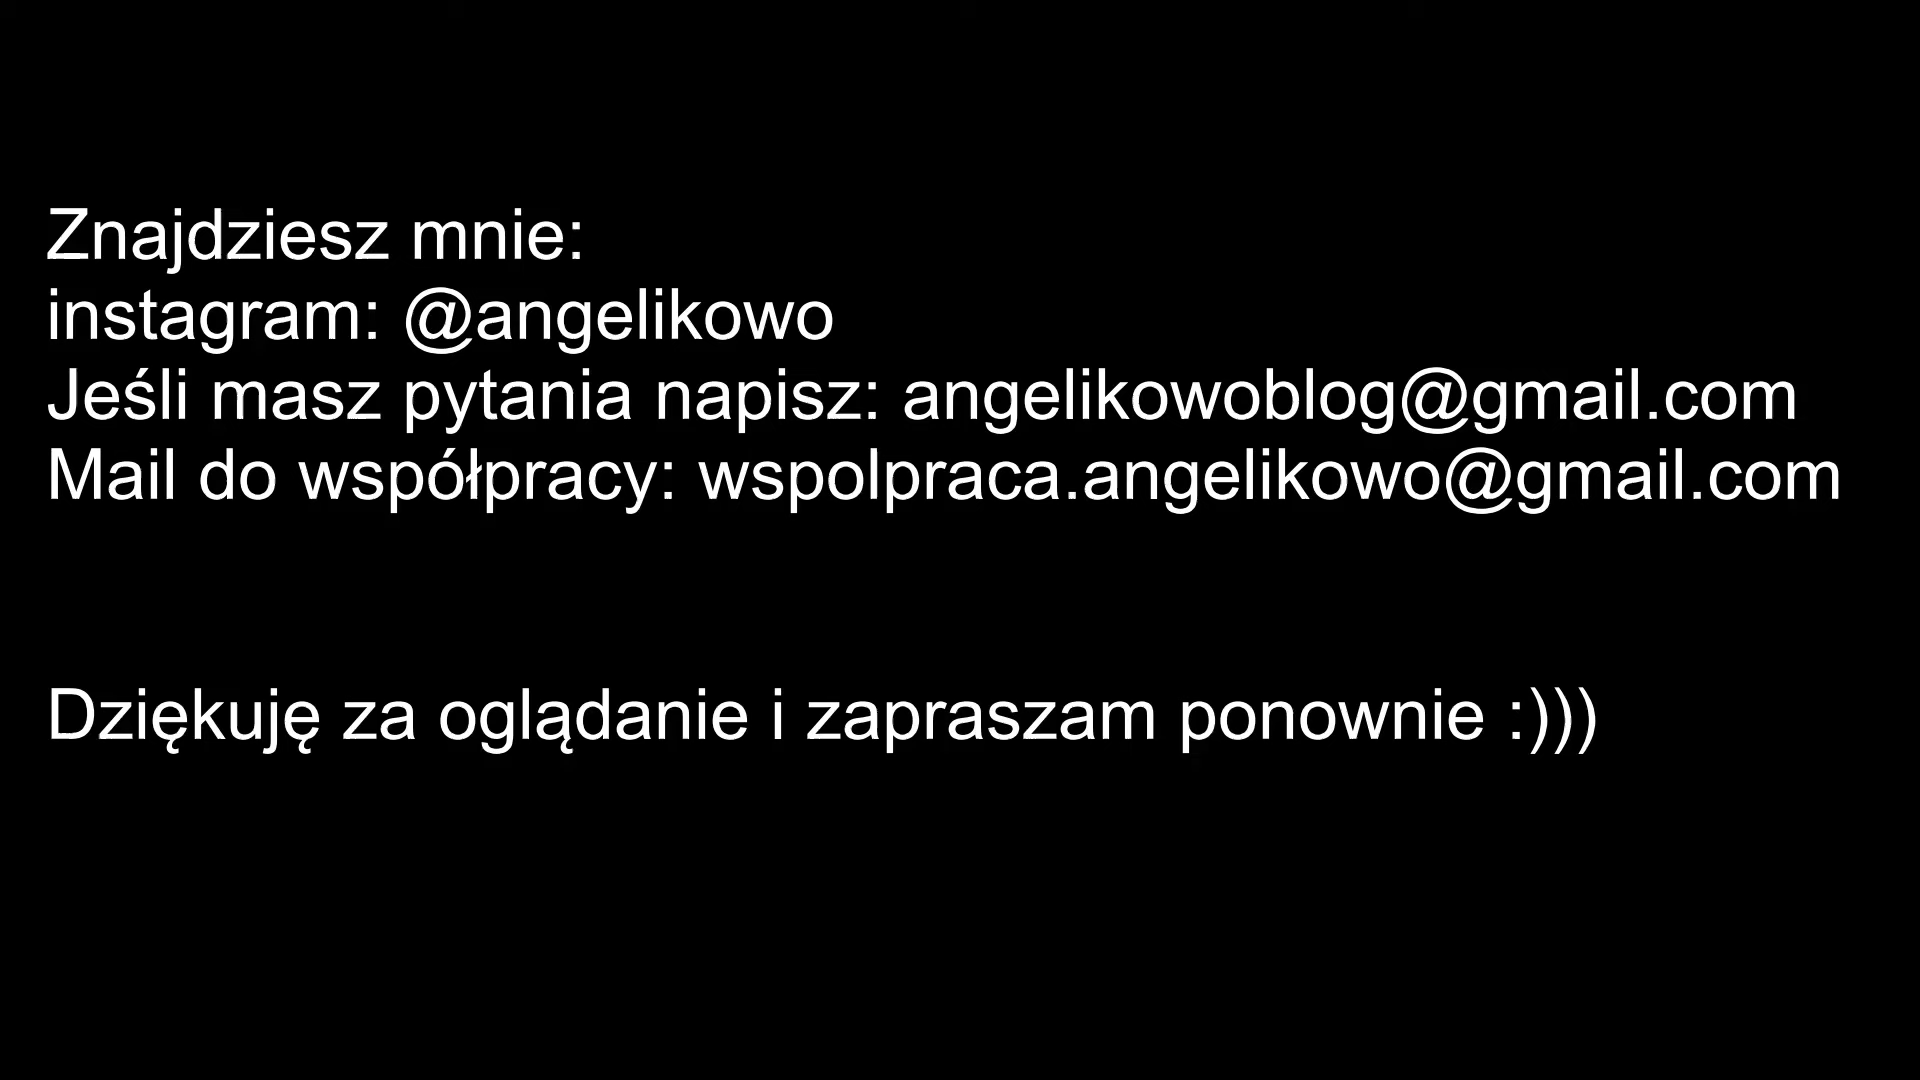 Znajdziesz mnie:
instagram: @angelikowo
Jeśli masz pytania napisz: angelikowoblog@gmail.com
Mail do współpracy: wspolpraca.angelikowo@gmail.com
Dziękuję za oglądanie i zapraszam ponownie :)))